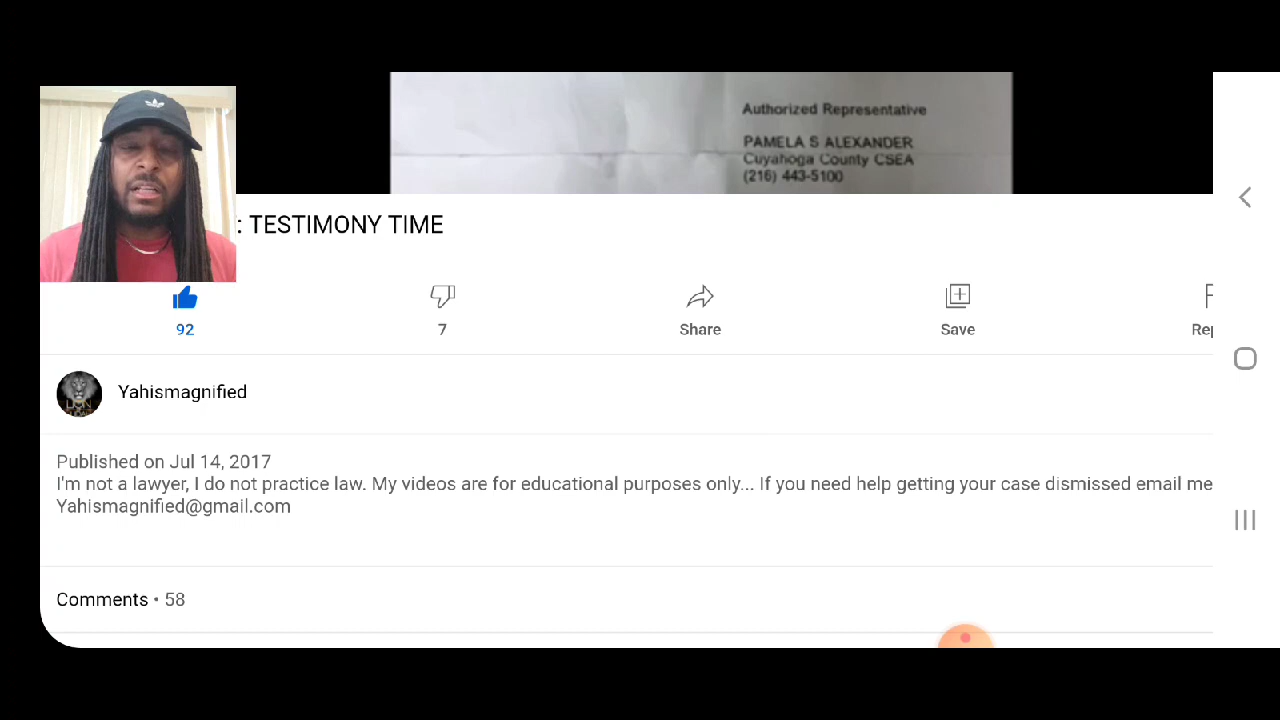 Authorized Representative
PAMELA S ALEXANDER
Cuyahoga County CSEA
(216) 443-5100
: TESTIMONY TIME
92
7
Share
Save
Rep
Yahismagnified
Published on Jul 14, 2017
I'm not a lawyer, I do not practice law. My videos are for educational purposes only... If you need help getting your case dismissed email me
Yahismagnified@gmail.com
Comments • 58